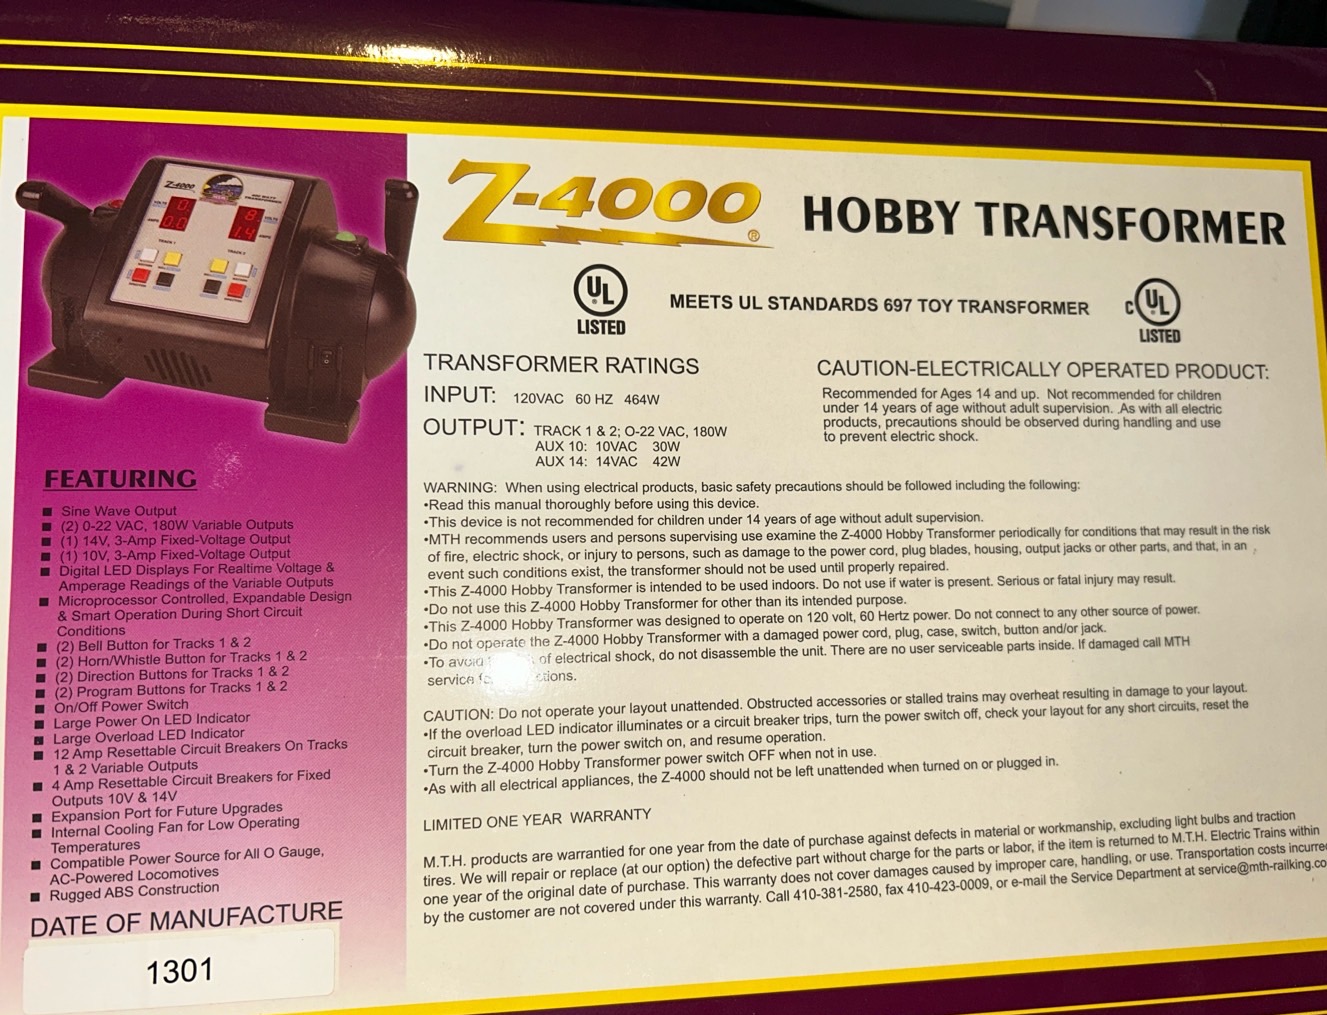 Z-4000
VOLTS
AMPS
TRACK 1
TRACK 2
Z-4000® HOBBY TRANSFORMER
UL
LISTED
MEETS UL STANDARDS 697 TOY TRANSFORMER
C UL
LISTED
TRANSFORMER RATINGS
INPUT: 120VAC 60 HZ 464W
OUTPUT: TRACK 1 & 2; O-22 VAC, 180W
AUX 10: 10VAC 30W
AUX 14: 14VAC 42W
CAUTION-ELECTRICALLY OPERATED PRODUCT:
Recommended for Ages 14 and up. Not recommended for children
under 14 years of age without adult supervision. As with all electric
products, precautions should be observed during handling and use
to prevent electric shock.
WARNING: When using electrical products, basic safety precautions should be followed including the following:
•Read this manual thoroughly before using this device.
•This device is not recommended for children under 14 years of age without adult supervision.
•MTH recommends users and persons supervising use examine the Z-4000 Hobby Transformer periodically for conditions that may result in the risk
of fire, electric shock, or injury to persons, such as damage to the power cord, plug blades, housing, output jacks or other parts, and that, in an
event such conditions exist, the transformer should not be used until properly repaired.
•This Z-4000 Hobby Transformer is intended to be used indoors. Do not use if water is present. Serious or fatal injury may result.
•Do not use this Z-4000 Hobby Transformer for other than its intended purpose.
•This Z-4000 Hobby Transformer was designed to operate on 120 volt, 60 Hertz power. Do not connect to any other source of power.
•Do not operate the Z-4000 Hobby Transformer with a damaged power cord, plug, case, switch, button and/or jack.
•To avoid of electrical shock, do not disassemble the unit. There are no user serviceable parts inside. If damaged call MTH
service
CAUTION: Do not operate your layout unattended. Obstructed accessories or stalled trains may overheat resulting in damage to your layout.
•If the overload LED indicator illuminates or a circuit breaker trips, turn the power switch off, check your layout for any short circuits, reset the
circuit breaker, turn the power switch on, and resume operation.
•Turn the Z-4000 Hobby Transformer power switch OFF when not in use.
•As with all electrical appliances, the Z-4000 should not be left unattended when turned on or plugged in.
LIMITED ONE YEAR WARRANTY
M.T.H. products are warrantied for one year from the date of purchase against defects in material or workmanship, excluding light bulbs and traction
tires. We will repair or replace (at our option) the defective part without charge for the parts or labor, if the item is returned to M.T.H. Electric Trains within
one year of the original date of purchase. This warranty does not cover damages caused by improper care, handling, or use. Transportation costs incurre
by the customer are not covered under this warranty. Call 410-381-2580, fax 410-423-0009, or e-mail the Service Department at service@mth-railking.co
FEATURING
■ Sine Wave Output
■ (2) 0-22 VAC, 180W Variable Outputs
■ (1) 14V, 3-Amp Fixed-Voltage Output
■ (1) 10V, 3-Amp Fixed-Voltage Output
■ Digital LED Displays For Realtime Voltage &
Amperage Readings of the Variable Outputs
■ Microprocessor Controlled, Expandable Design
& Smart Operation During Short Circuit
Conditions
■ (2) Bell Button for Tracks 1 & 2
■ (2) Horn/Whistle Button for Tracks 1 & 2
■ (2) Direction Buttons for Tracks 1 & 2
■ (2) Program Buttons for Tracks 1 & 2
■ On/Off Power Switch
■ Large Power On LED Indicator
■ Large Overload LED Indicator
■ 12 Amp Resettable Circuit Breakers On Tracks
1 & 2 Variable Outputs
■ 4 Amp Resettable Circuit Breakers for Fixed
Outputs 10V & 14V
■ Expansion Port for Future Upgrades
■ Internal Cooling Fan for Low Operating
Temperatures
■ Compatible Power Source for All O Gauge,
AC-Powered Locomotives
■ Rugged ABS Construction
DATE OF MANUFACTURE
1301